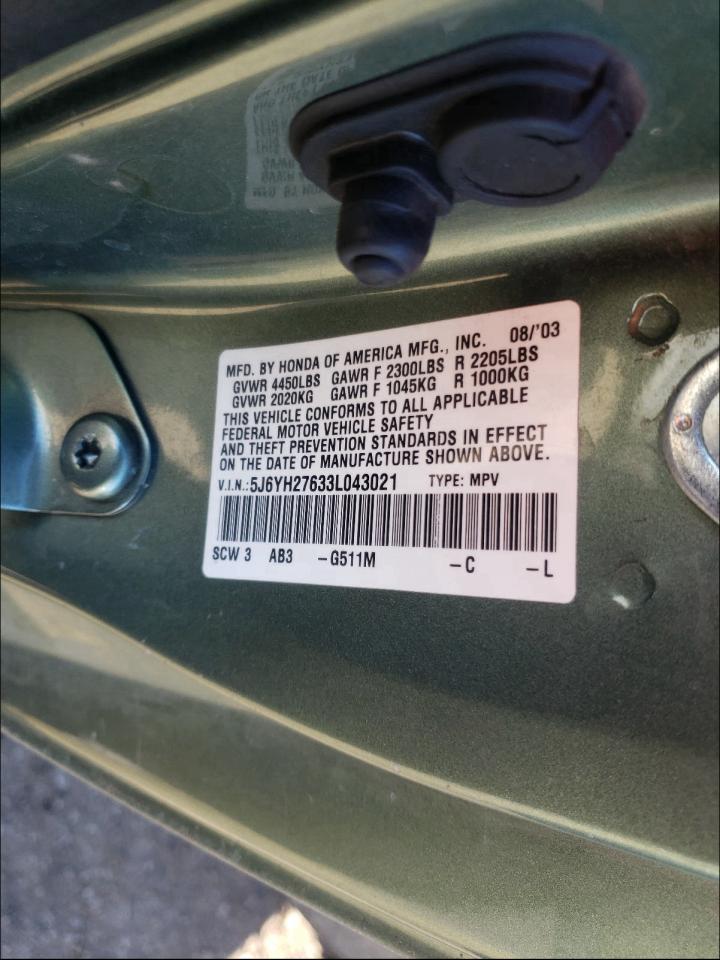 MFD. BY HONDA OF AMERICA MFG., INC. 08/'03
GVWR 4450LBS GAWR F 2300LBS R 2205LBS
GVWR 2020KG GAWR F 1045KG R 1000KG
THIS VEHICLE CONFORMS TO ALL APPLICABLE
FEDERAL MOTOR VEHICLE SAFETY
AND THEFT PREVENTION STANDARDS IN EFFECT
ON THE DATE OF MANUFACTURE SHOWN ABOVE.
V.I.N.: 5J6YH27633L043021 TYPE: MPV
SCW 3 AB3 -G511M -C -L